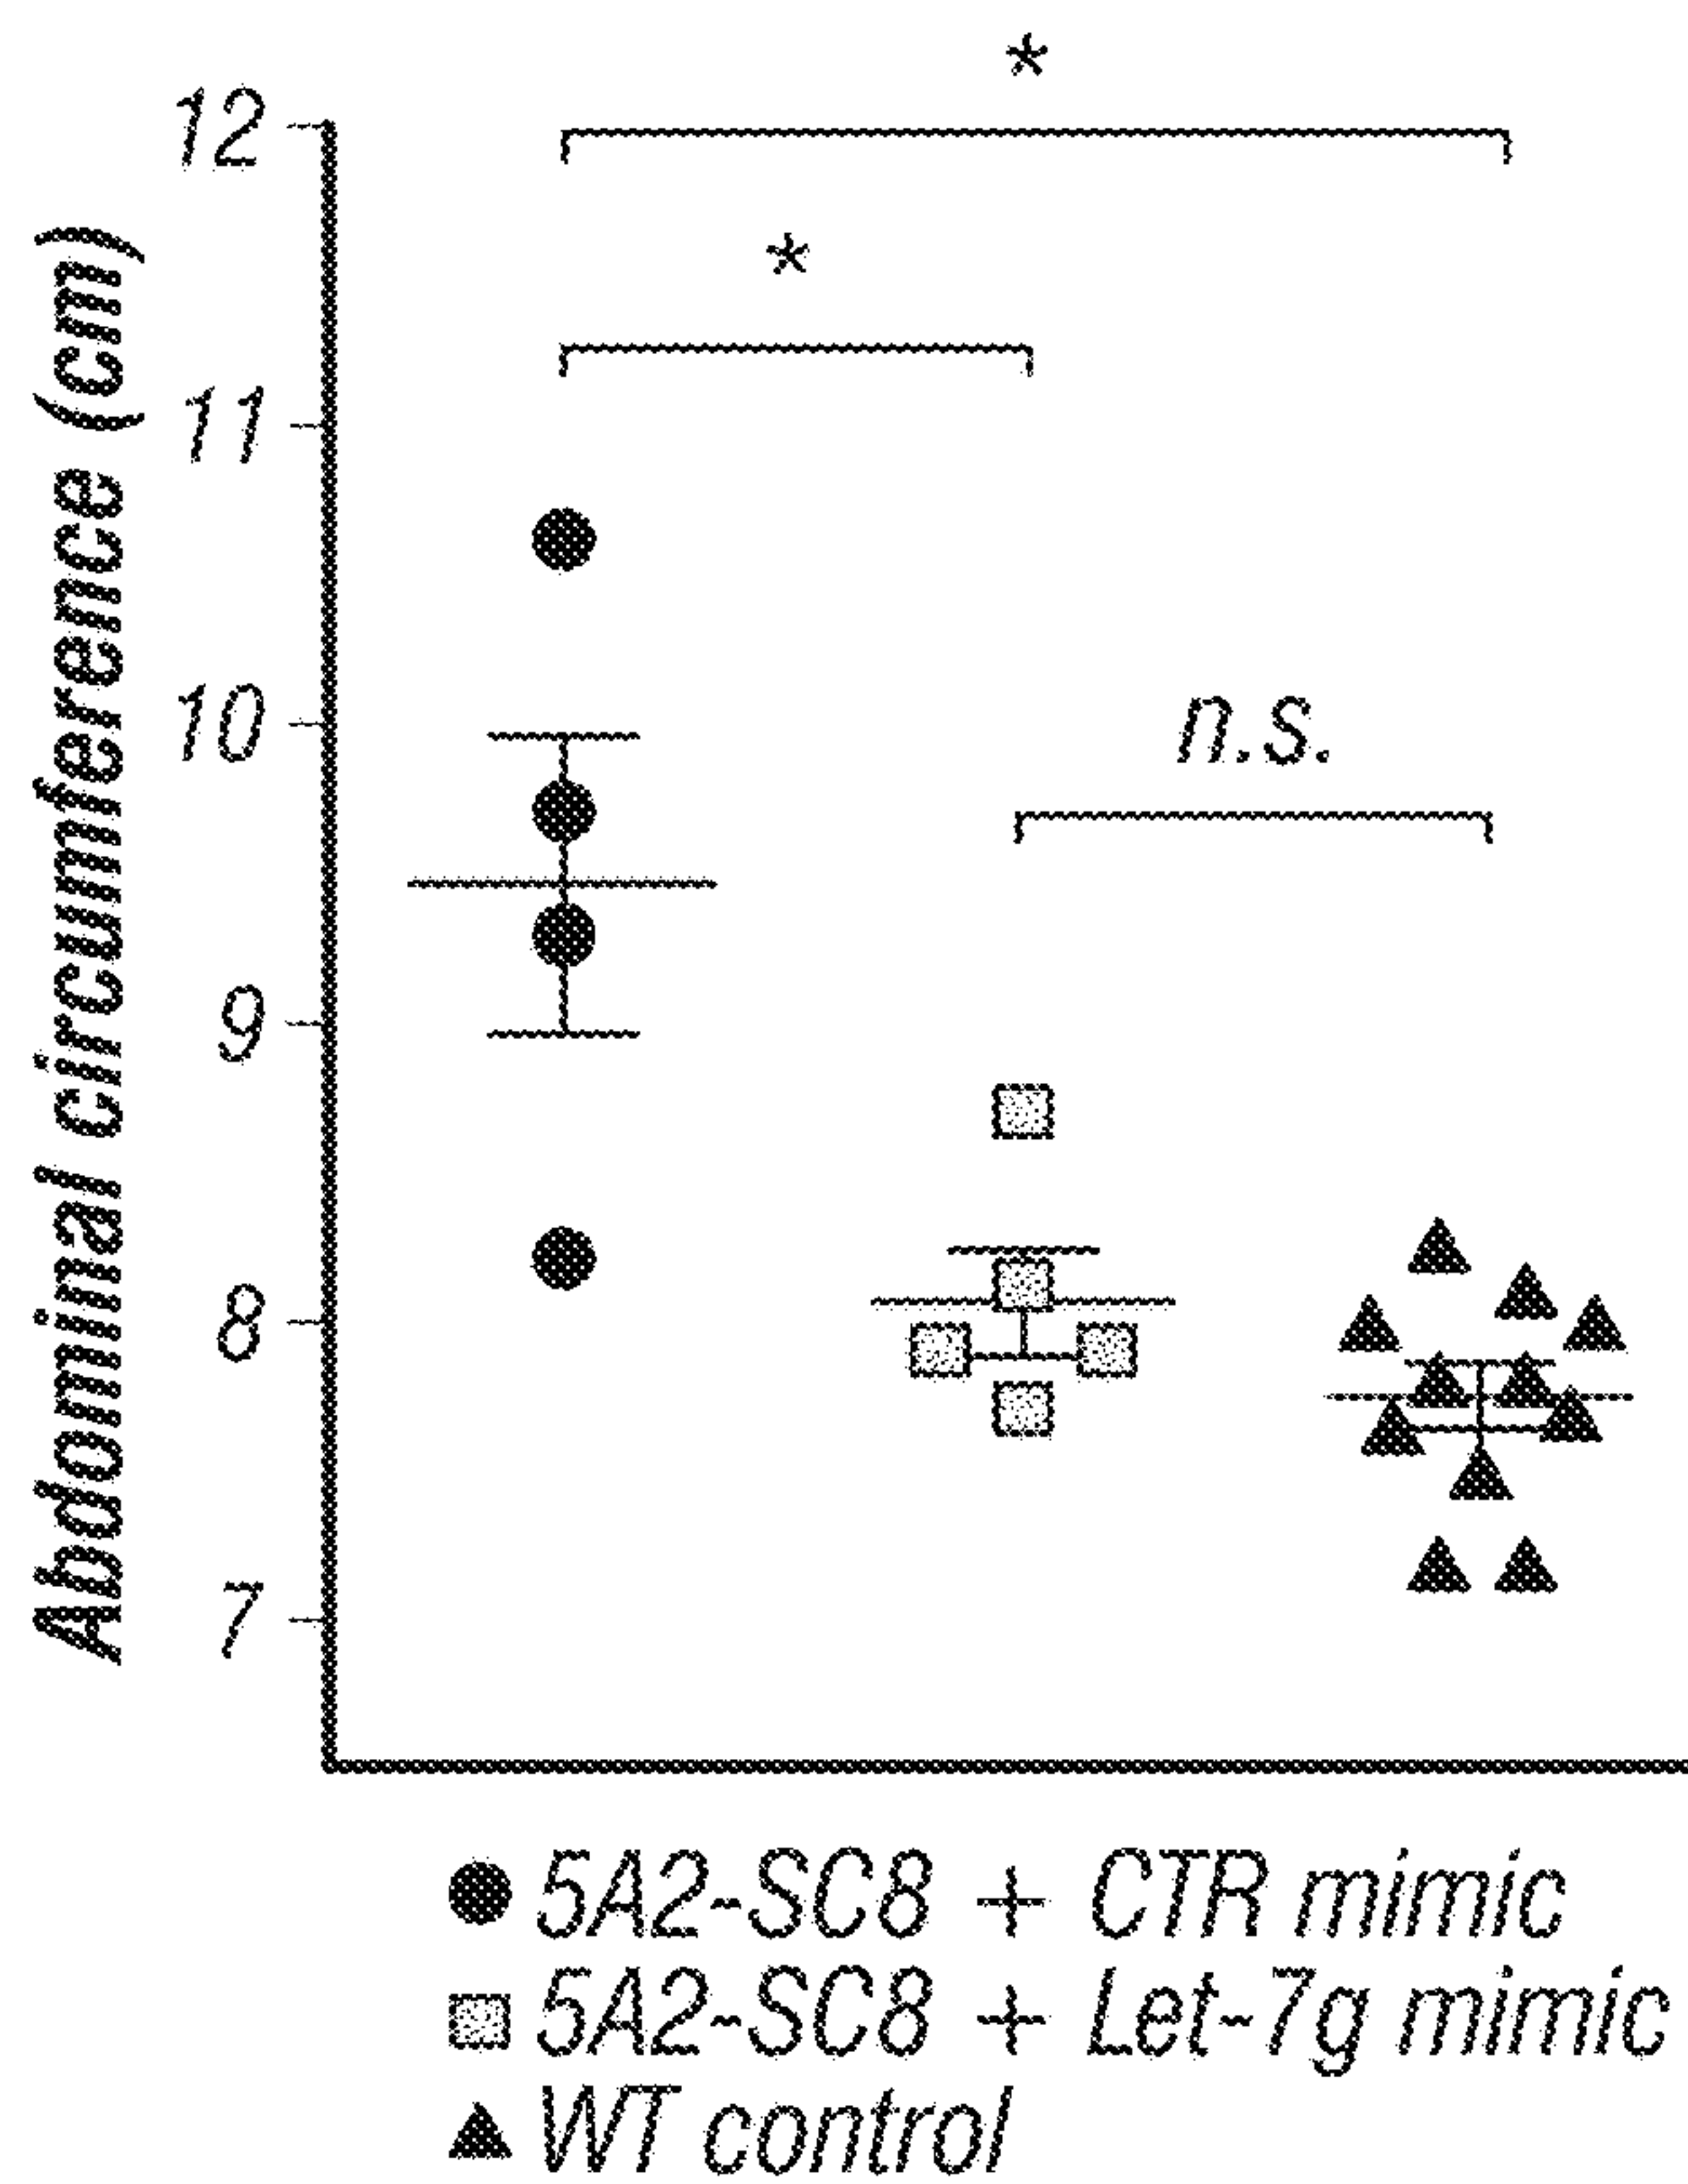 *
12
*
Abdominal circumference (cm)
11
10
n.s.
9
8
7
5A2-SC8 + CTR mimic
5A2-SC8 + Let-7g mimic
WT control